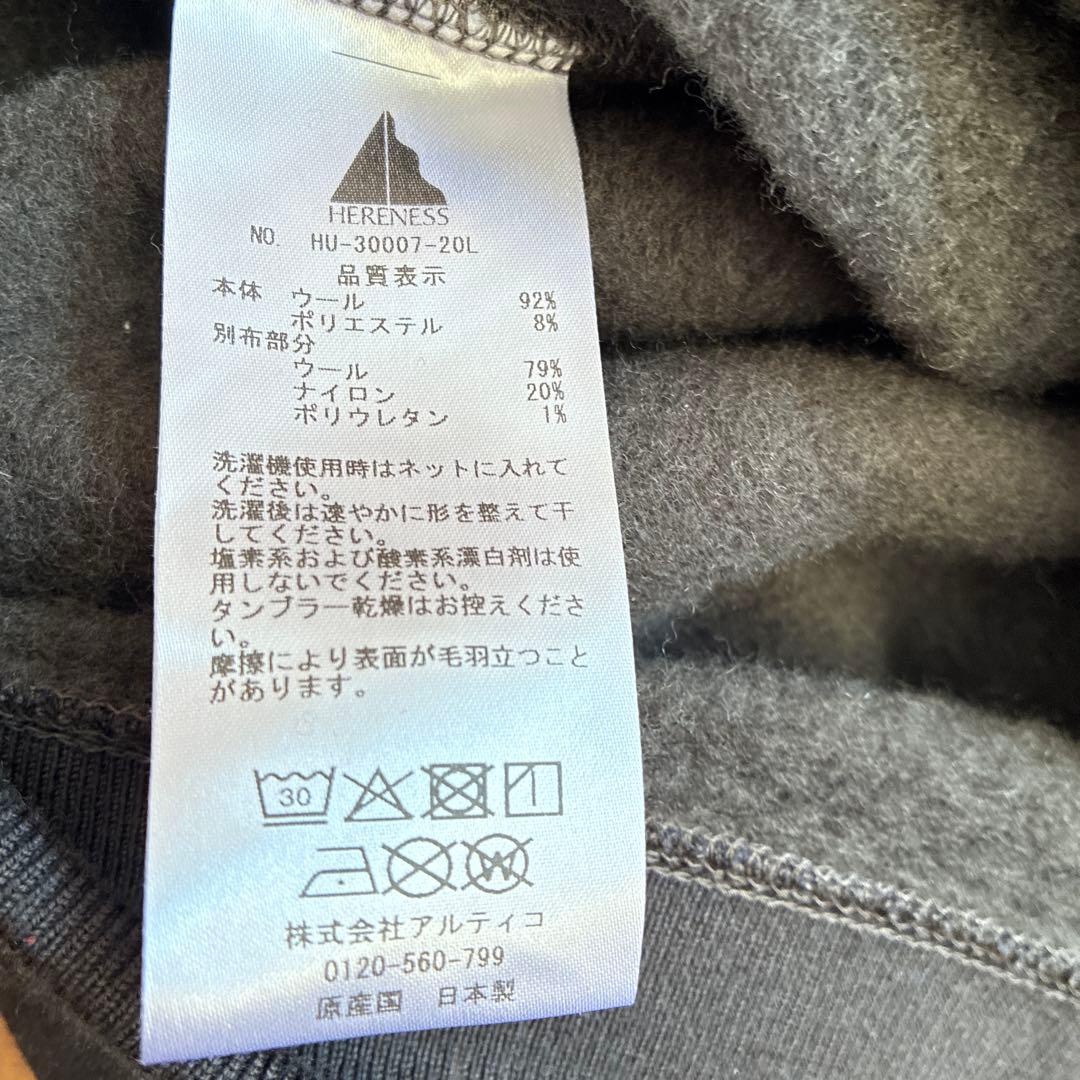 HERENESS
NO. HU-30007-20L
品質表示
本体 ウール 92%
ポリエステル 8%
別布部分
ウール 79%
ナイロン 20%
ポリウレタン 1%
洗濯機使用時はネットに入れて
ください。
洗濯後は速やかに形を整えて干
してください。
塩素系および酸素系漂白剤は使
用しないでください。
タンブラー乾燥はお控えくださ
い。
摩擦により表面が毛羽立つこと
があります。
30
W
株式会社アルティコ
0120-560-799
原産国 日本製